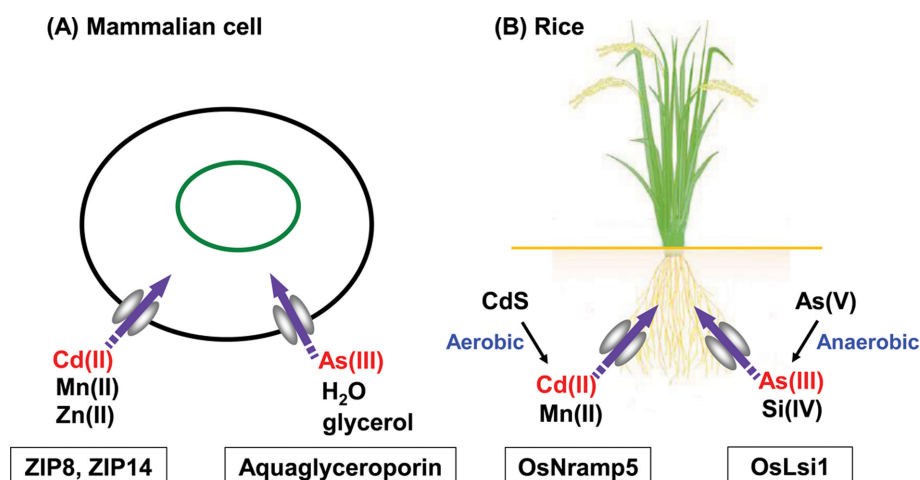 (A) Mammalian cell
Cd(II)
Mn(II)
Zn(II)
As(III)
H₂O
glycerol
ZIP8, ZIP14
Aquaglyceroporin
(B) Rice
CdS
Aerobic
Cd(II)
Mn(II)
As(V)
Anaerobic
As(III)
Si(IV)
OsNramp5
OsLsi1